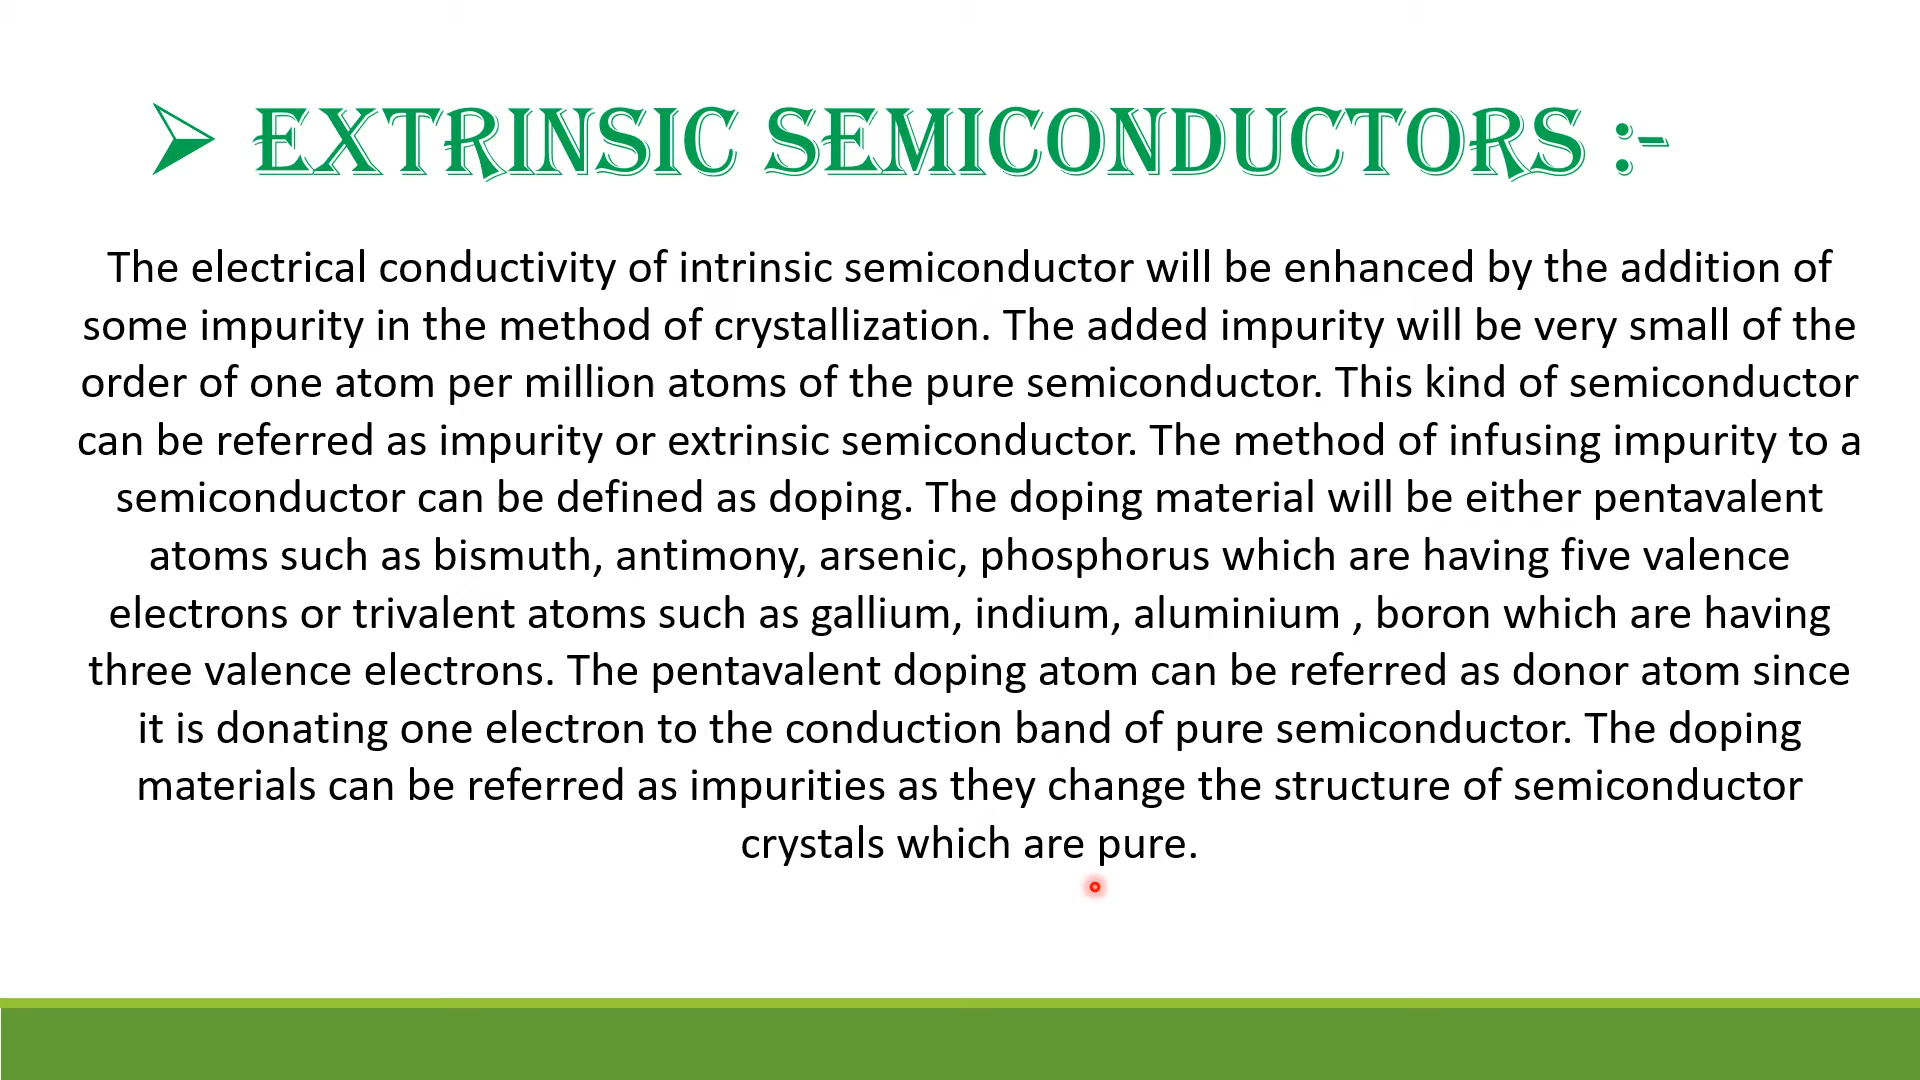 ➢ EXTRINSIC SEMICONDUCTORS :-
The electrical conductivity of intrinsic semiconductor will be enhanced by the addition of
some impurity in the method of crystallization. The added impurity will be very small of the
order of one atom per million atoms of the pure semiconductor. This kind of semiconductor
can be referred as impurity or extrinsic semiconductor. The method of infusing impurity to a
semiconductor can be defined as doping. The doping material will be either pentavalent
atoms such as bismuth, antimony, arsenic, phosphorus which are having five valence
electrons or trivalent atoms such as gallium, indium, aluminium , boron which are having
three valence electrons. The pentavalent doping atom can be referred as donor atom since
it is donating one electron to the conduction band of pure semiconductor. The doping
materials can be referred as impurities as they change the structure of semiconductor
crystals which are pure.